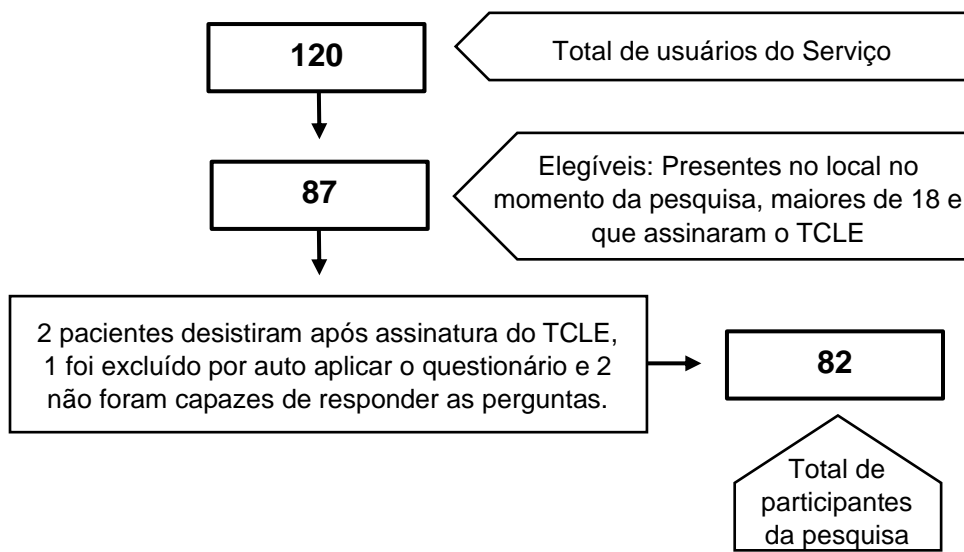 120
Total de usuários do Serviço
87
Elegíveis: Presentes no local no
momento da pesquisa, maiores de 18 e
que assinaram o TCLE
2 pacientes desistiram após assinatura do TCLE,
1 foi excluído por auto aplicar o questionário e 2
não foram capazes de responder as perguntas.
82
Total de
participantes
da pesquisa